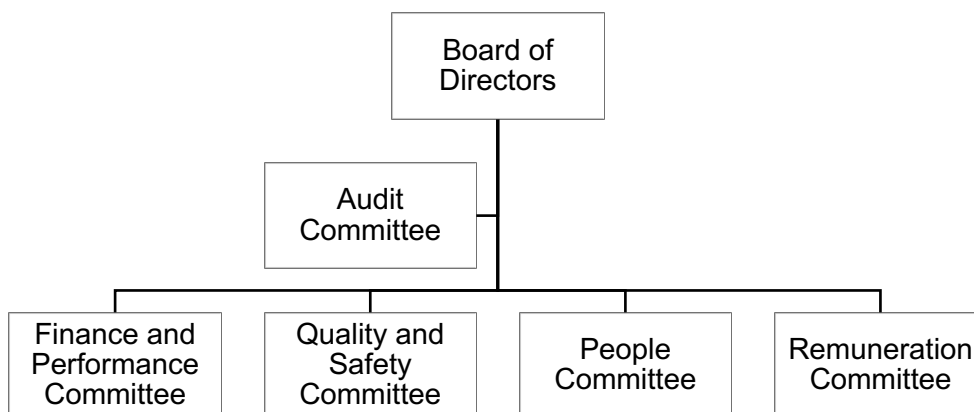 Board of
Directors
Audit
Committee
Finance and
Performance
Committee
Quality and
Safety
Committee
People
Committee
Remuneration
Committee